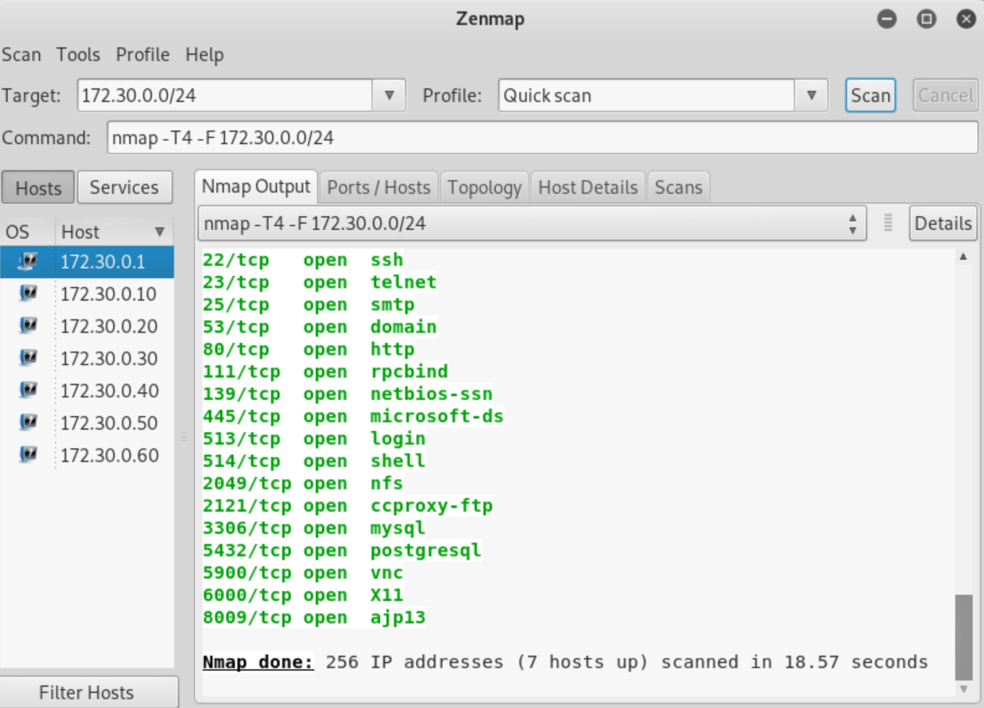 Zenmap
Scan Tools Profile Help
Target: 172.30.0.0/24 Profile: Quick scan Scan Cancel
Command: nmap -T4 -F 172.30.0.0/24
Hosts Services
OS Host
172.30.0.1
172.30.0.10
172.30.0.20
172.30.0.30
172.30.0.40
172.30.0.50
172.30.0.60
Filter Hosts
Nmap Output Ports / Hosts Topology Host Details Scans
nmap -T4 -F 172.30.0.0/24 Details
22/tcp open ssh
23/tcp open telnet
25/tcp open smtp
53/tcp open domain
80/tcp open http
111/tcp open rpcbind
139/tcp open netbios-ssn
445/tcp open microsoft-ds
513/tcp open login
514/tcp open shell
2049/tcp open nfs
2121/tcp open ccproxy-ftp
3306/tcp open mysql
5432/tcp open postgresql
5900/tcp open vnc
6000/tcp open X11
8009/tcp open ajp13
Nmap done: 256 IP addresses (7 hosts up) scanned in 18.57 seconds